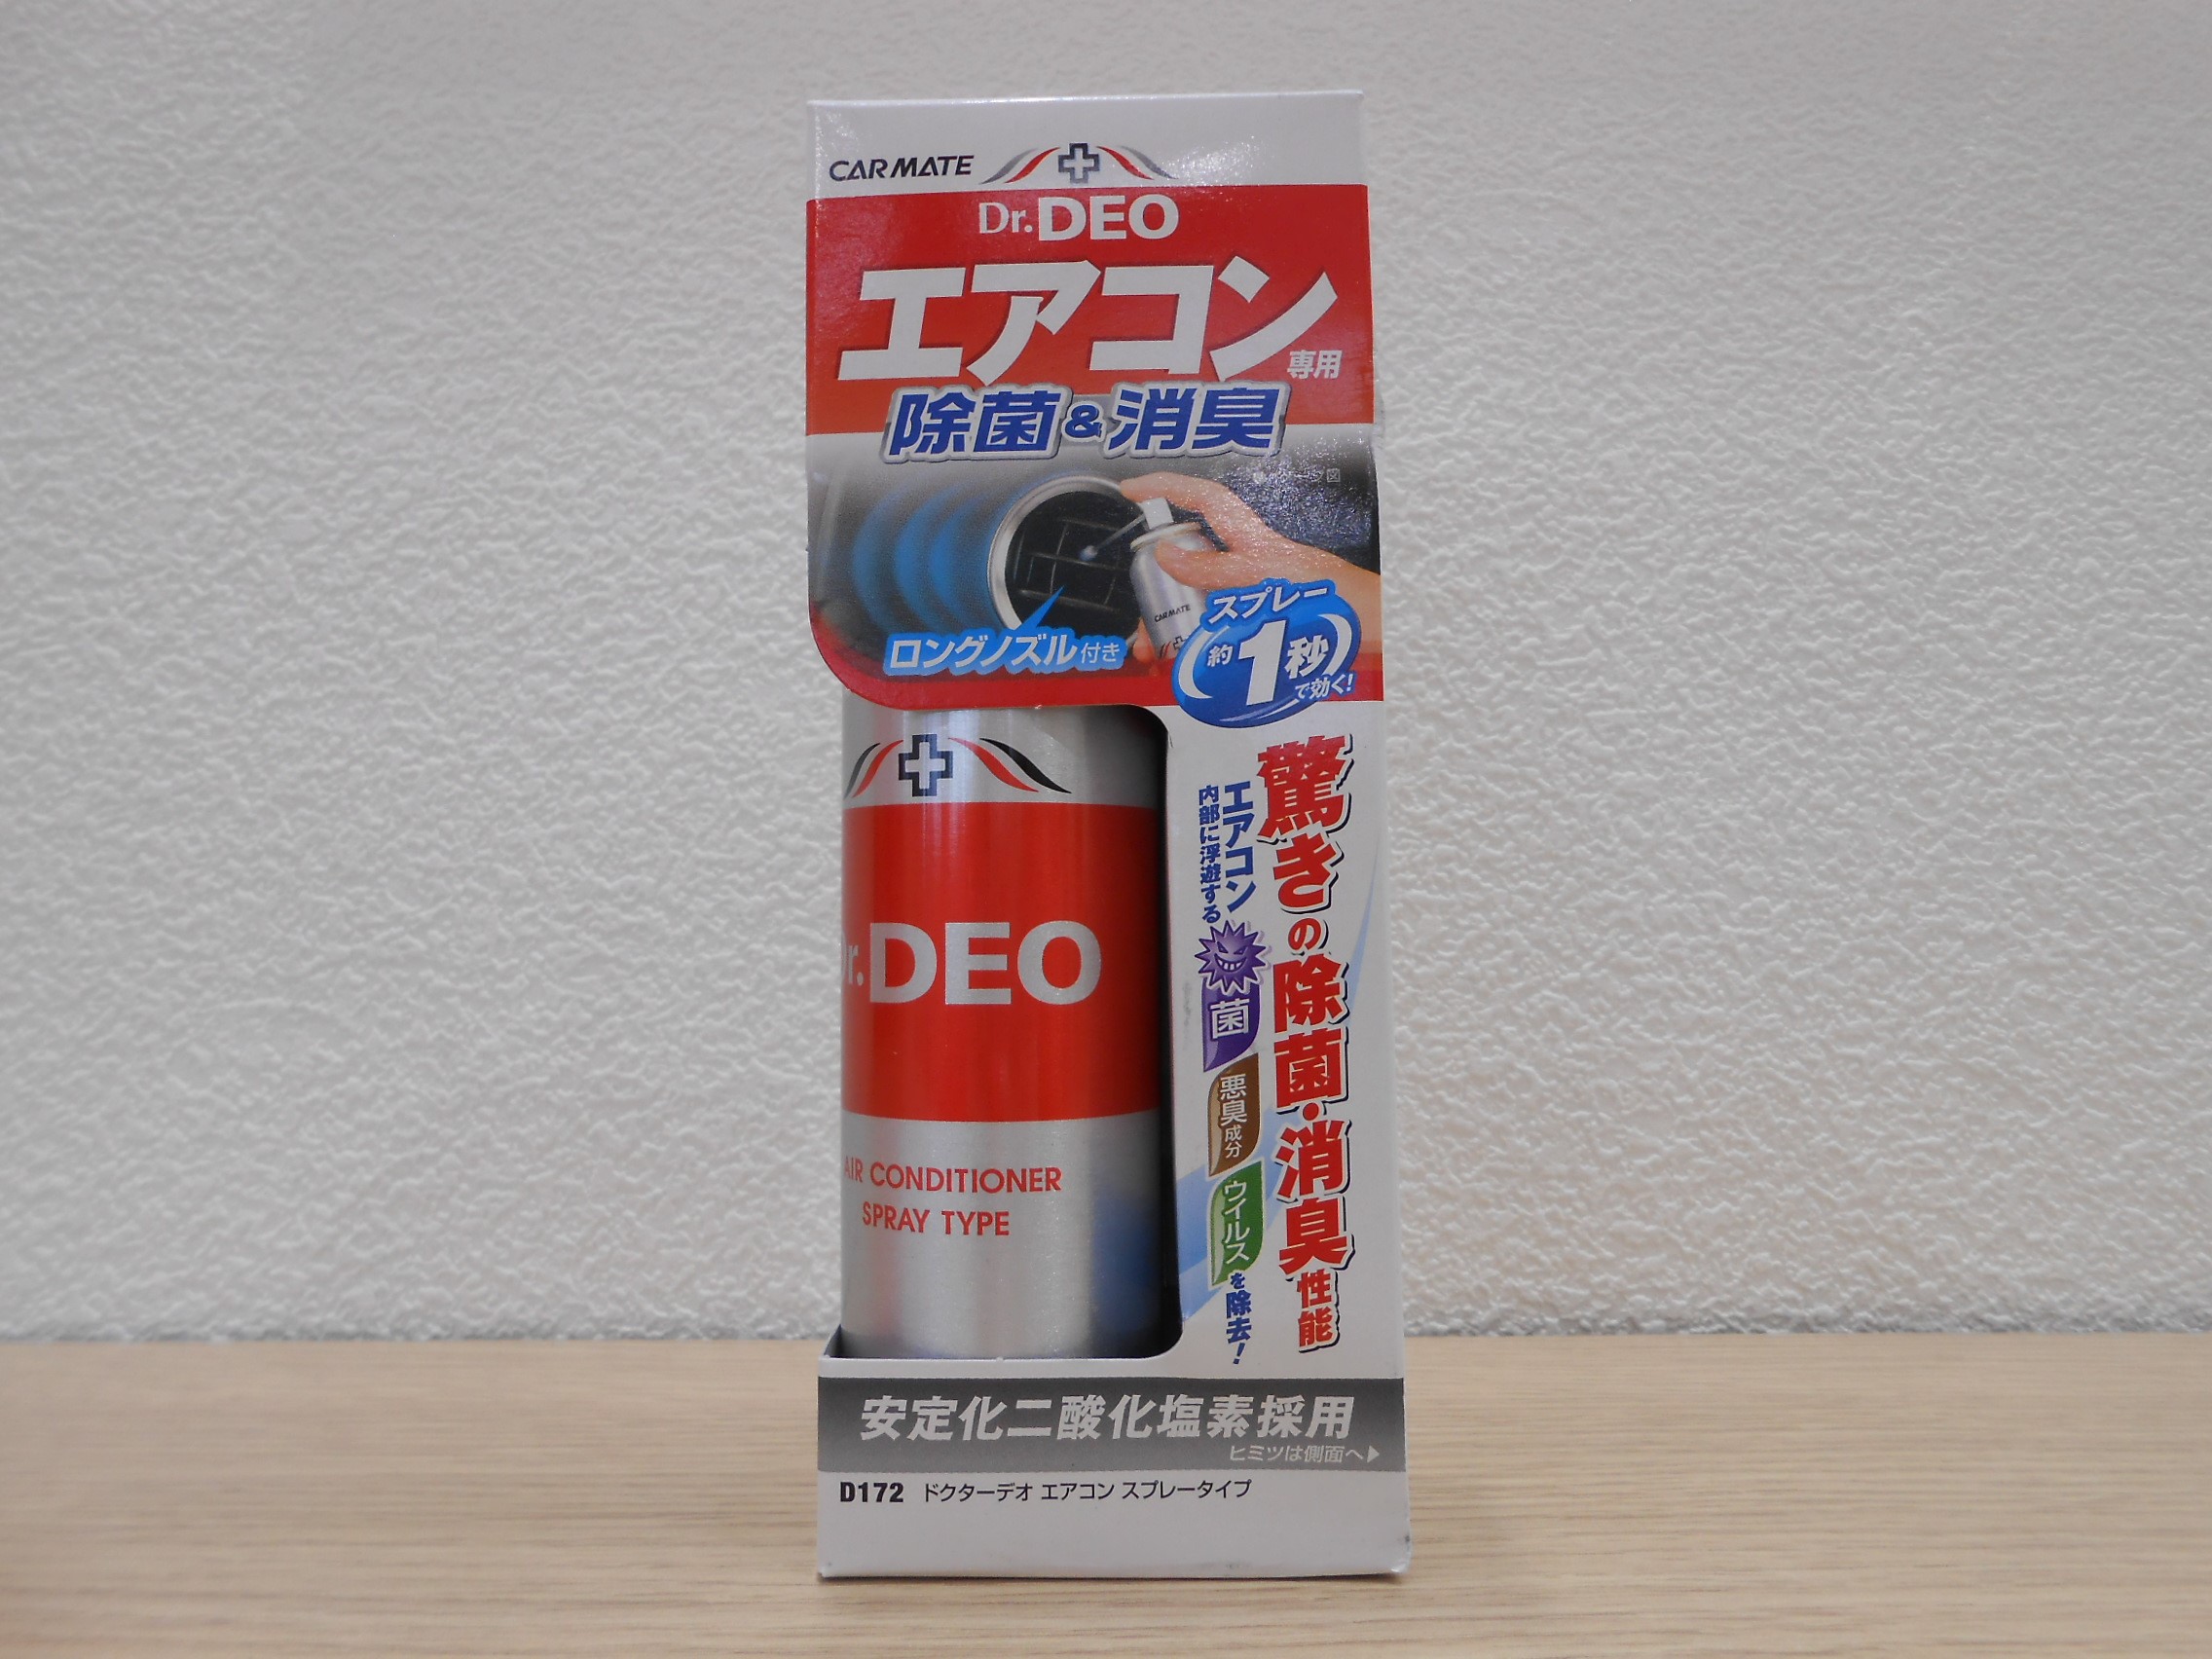 CARMATE
Dr.DEO
エアコン専用
除菌&消臭
CARMATE
ロングノズル付き
スプレー
約1秒
で効く!
驚きの除菌・消臭性能
エアコン
内部に浮遊する
菌
悪臭成分
ウイルス
を除去!
Dr.DEO
AIR CONDITIONER
SPRAY TYPE
安定化二酸化塩素採用
ヒミツは側面へ▶
D172 ドクターデオ エアコン スプレータイプ